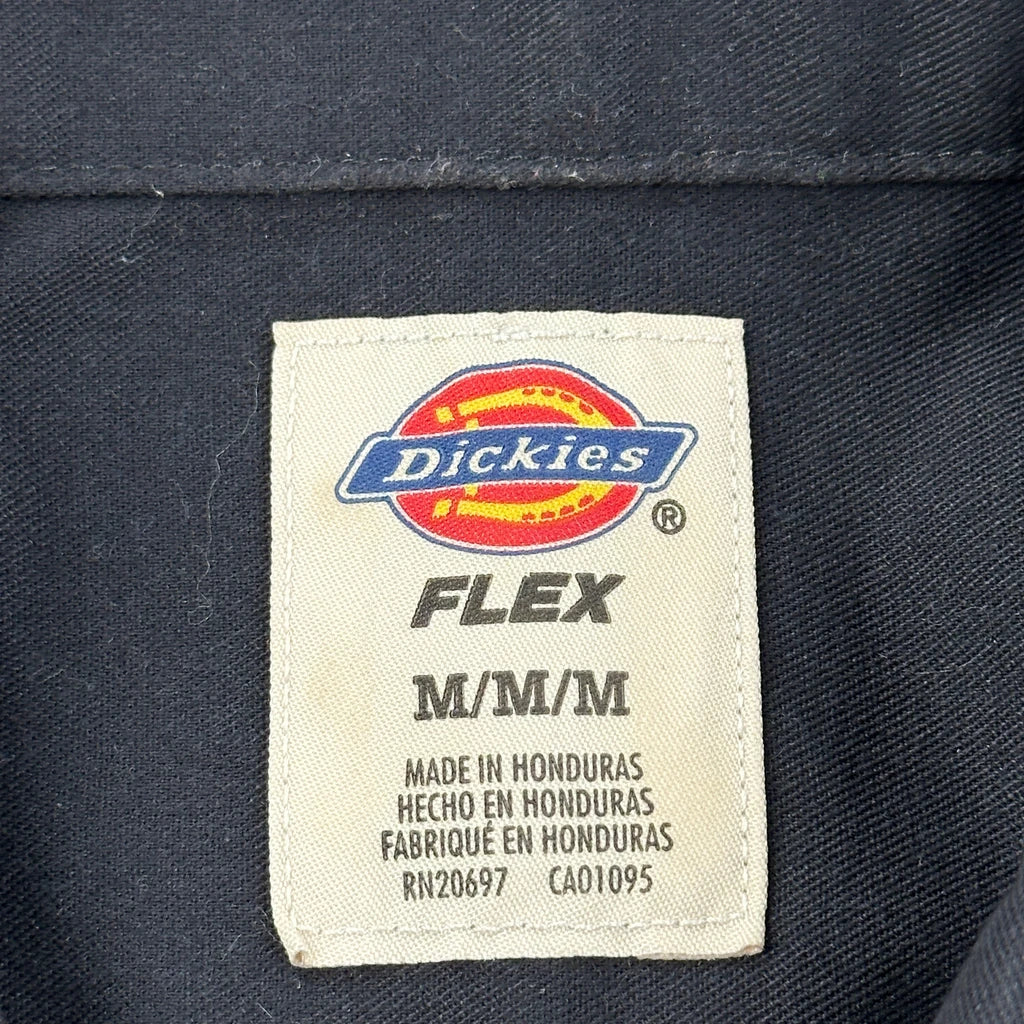 Dickies
®
FLEX
M/M/M
MADE IN HONDURAS
HECHO EN HONDURAS
FABRIQUÉ EN HONDURAS
RN20697 CA01095